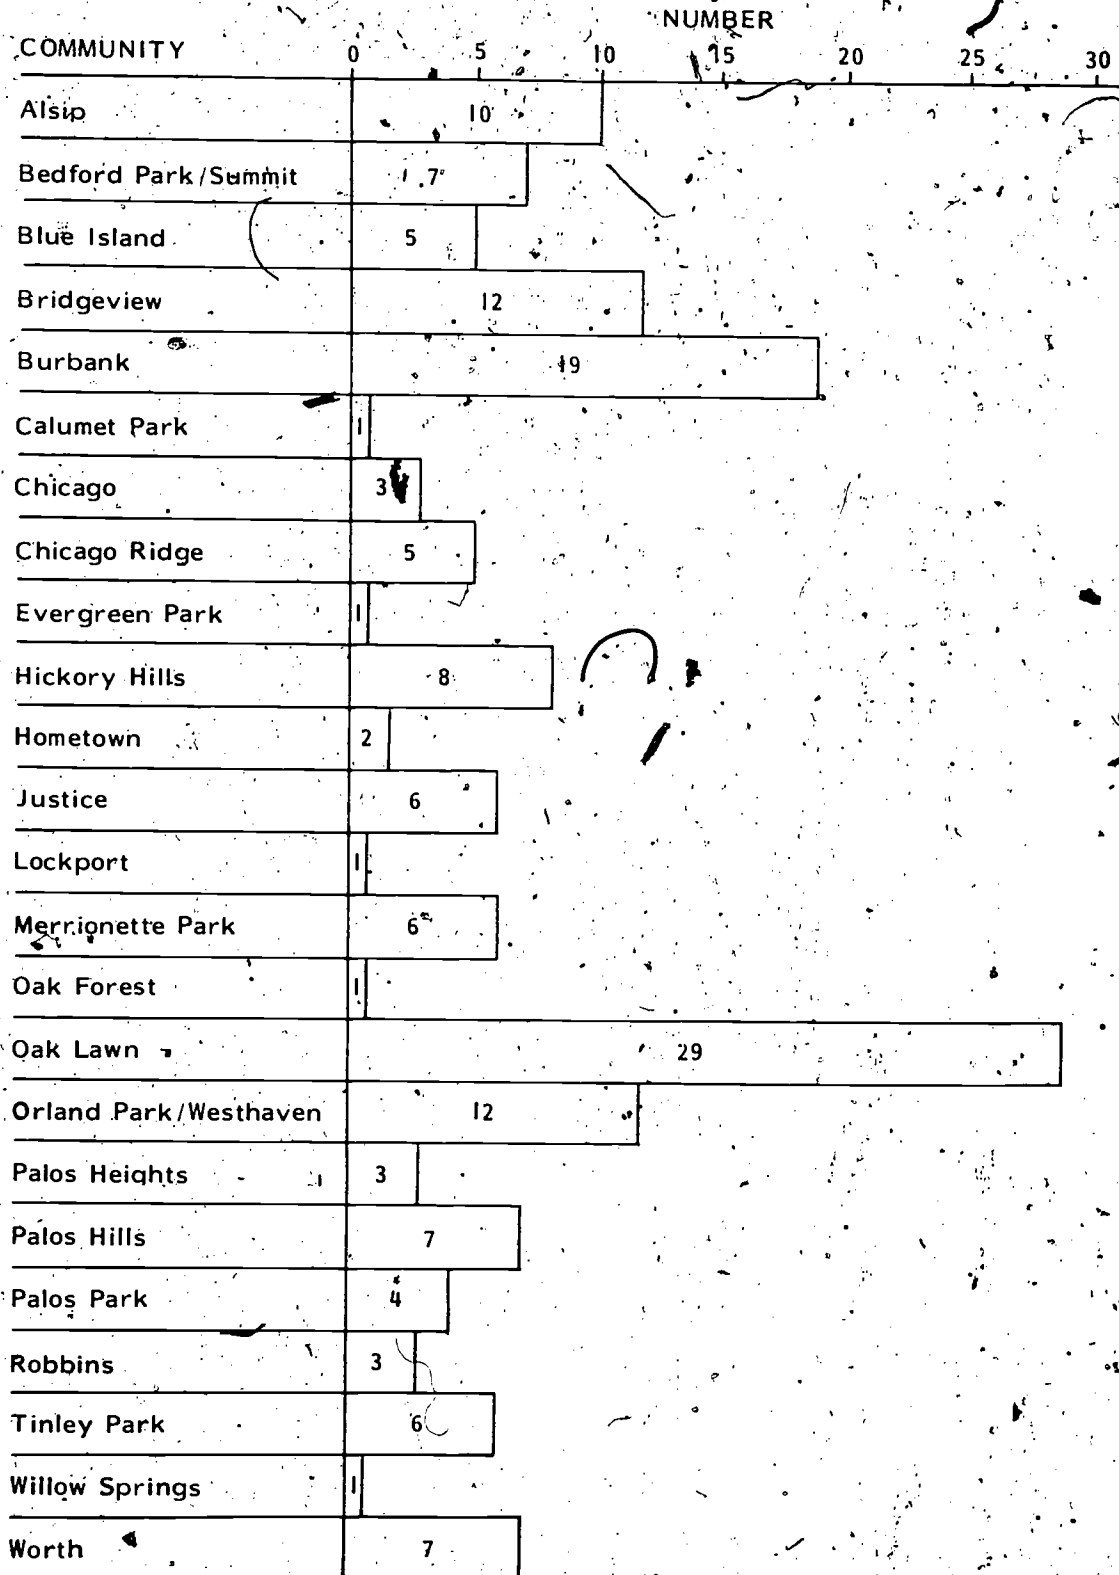 NUMBER
COMMUNITY 0 5 10 15 20 25 30
Alsip 10
Bedford Park/Summit 7
Blue Island 5
Bridgeview 12
Burbank 19
Calumet Park 1
Chicago 3
Chicago Ridge 5
Evergreen Park 1
Hickory Hills 8
Hometown 2
Justice 6
Lockport 1
Merrionette Park 6
Oak Forest 1
Oak Lawn 29
Orland Park/Westhaven 12
Palos Heights 3
Palos Hills 7
Palos Park 4
Robbins 3
Tinley Park 6
Willow Springs 1
Worth 7